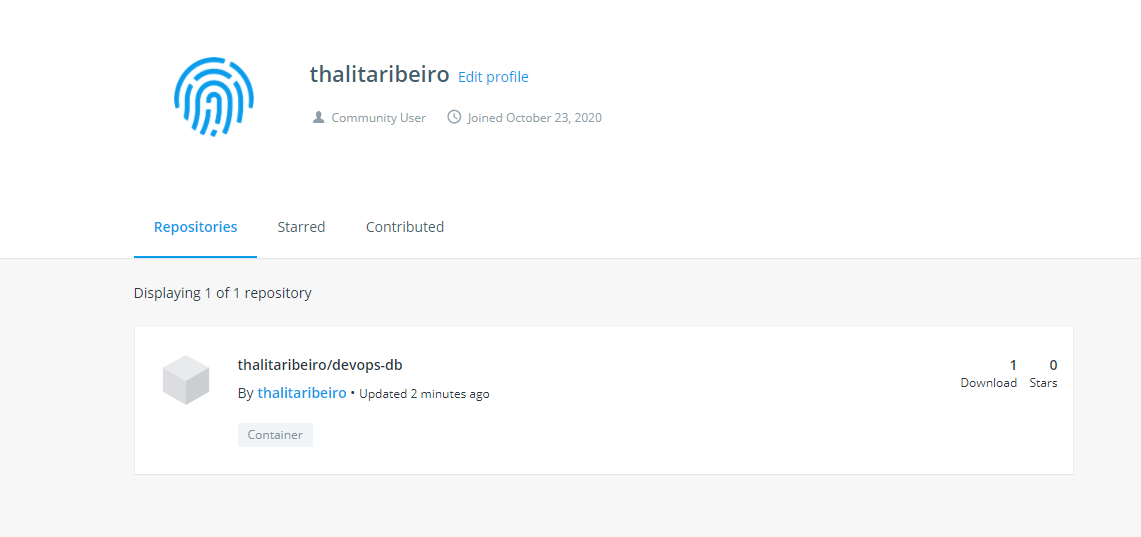 thalitaribeiro Edit profile
Community User Joined October 23, 2020
Repositories Starred Contributed
Displaying 1 of 1 repository
thalitaribeiro/devops-db
By thalitaribeiro • Updated 2 minutes ago
Container
1 0
Download Stars